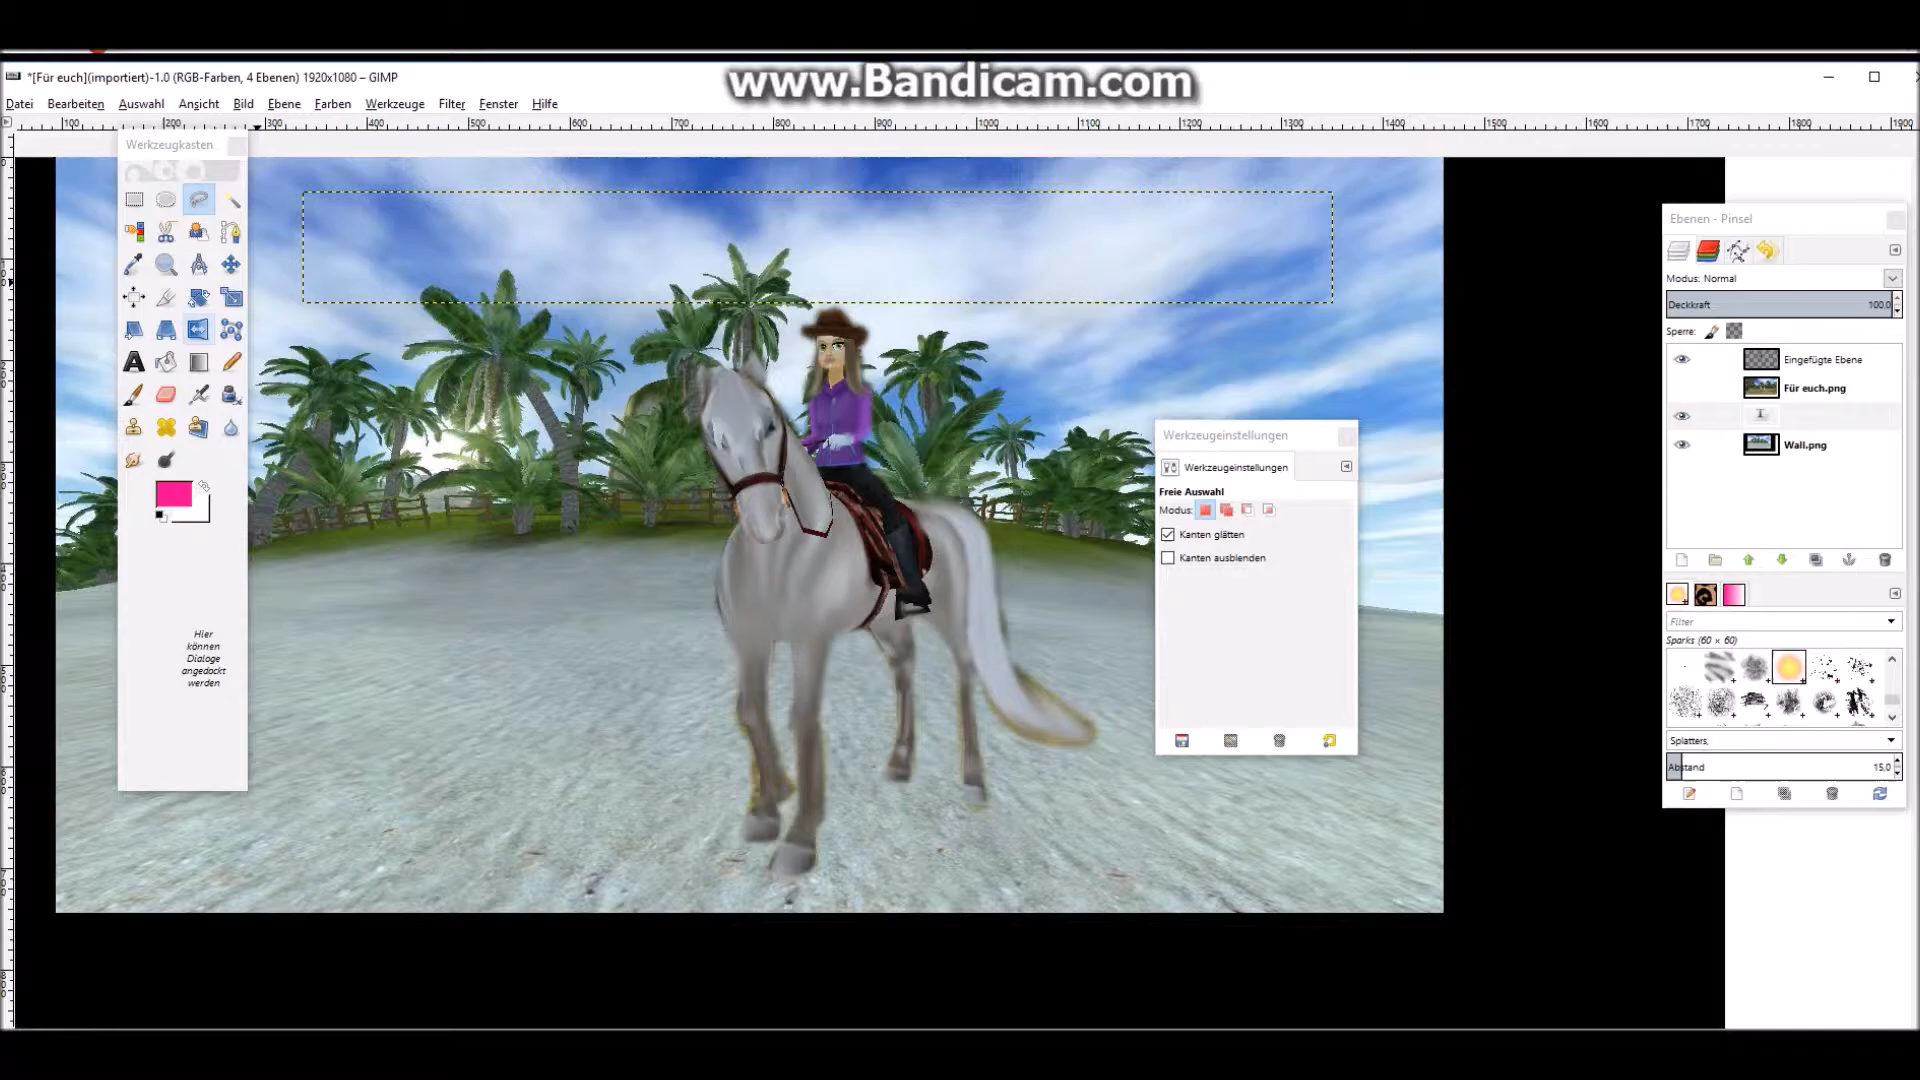 www.Bandicam.com
*[Für euch](importiert)-1.0 (RGB-Farben, 4 Ebenen) 1920x1080 – GIMP
Datei Bearbeiten Auswahl Ansicht Bild Ebene Farben Werkzeuge Filter Fenster Hilfe
100 200 300 400 500 600 700 800 900 1000 1100 1200 1300 1400 1500 1600 1700 1800 1900
Werkzeugkasten
Hier
können
Dialoge
angedockt
werden
Werkzeugeinstellungen
Werkzeugeinstellungen
Freie Auswahl
Modus:
Kanten glätten
Kanten ausblenden
Ebenen - Pinsel
Modus: Normal
Deckkraft 100,0
Sperre:
Eingefügte Ebene
Für euch.png
Wall.png
Filter
Sparks (60 × 60)
Splatters,
Abstand 15,0